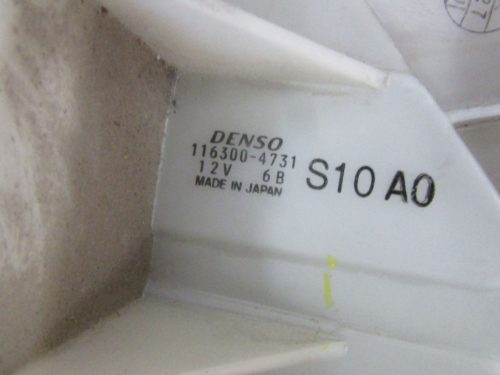 DENSO
116300-4731
12V 6B
MADE IN JAPAN
S10 A0